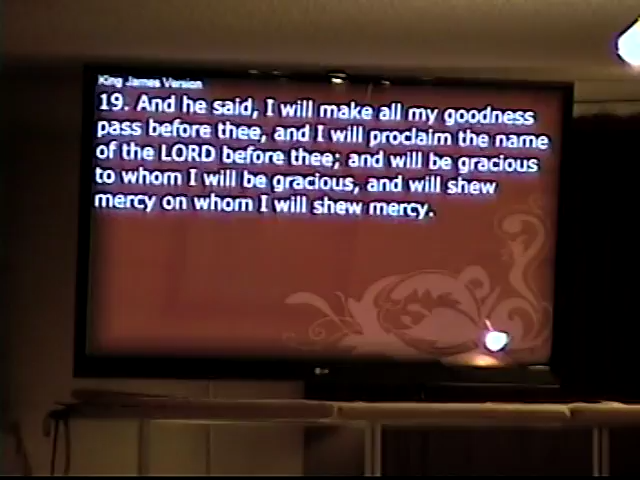 King James Version
19. And he said, I will make all my goodness
pass before thee, and I will proclaim the name
of the LORD before thee; and will be gracious
to whom I will be gracious, and will shew
mercy on whom I will shew mercy.
LG